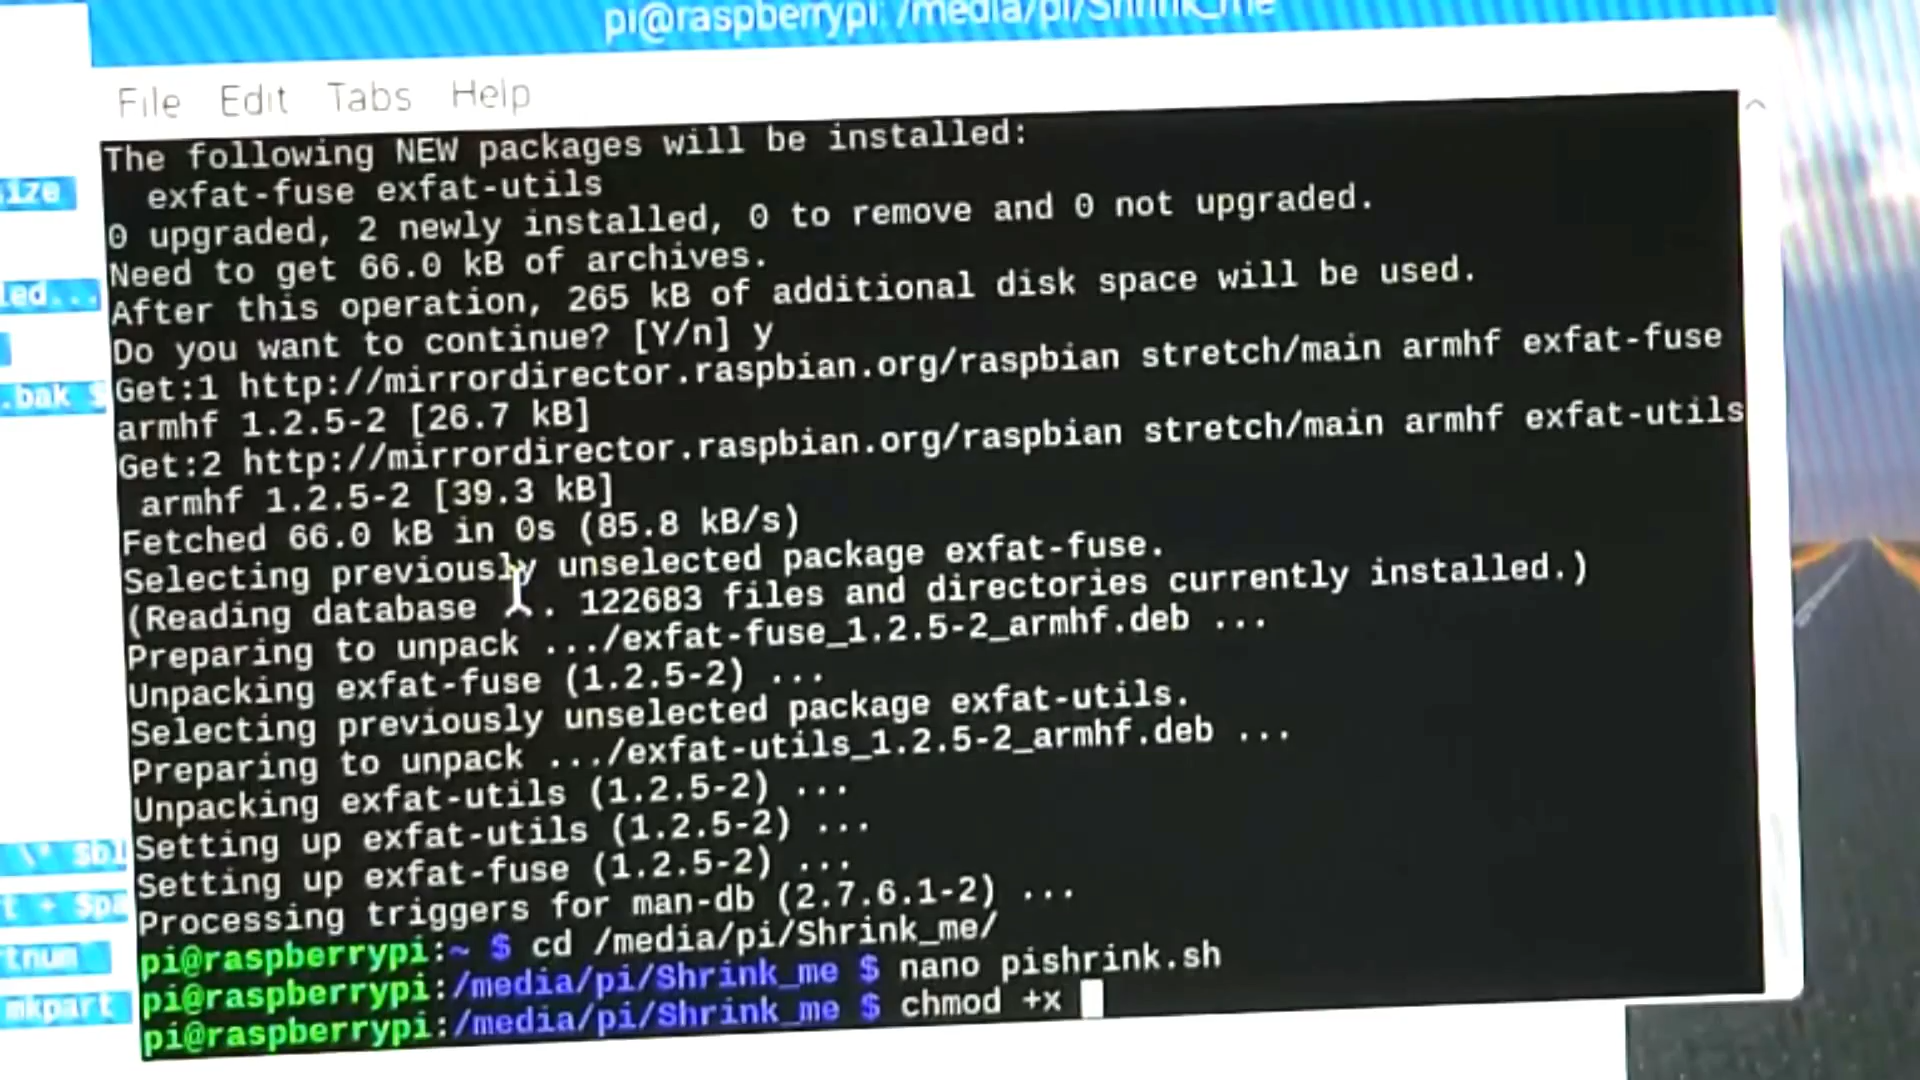 pi@raspberrypi: /media/pi/Shrink_me
File Edit Tabs Help
The following NEW packages will be installed:
exfat-fuse exfat-utils
0 upgraded, 2 newly installed, 0 to remove and 0 not upgraded.
Need to get 66.0 kB of archives.
After this operation, 265 kB of additional disk space will be used.
Do you want to continue? [Y/n] y
Get:1 http://mirrordirector.raspbian.org/raspbian stretch/main armhf exfat-fuse
armhf 1.2.5-2 [26.7 kB]
Get:2 http://mirrordirector.raspbian.org/raspbian stretch/main armhf exfat-utils
armhf 1.2.5-2 [39.3 kB]
Fetched 66.0 kB in 0s (85.8 kB/s)
Selecting previously unselected package exfat-fuse.
(Reading database ... 122683 files and directories currently installed.)
Preparing to unpack .../exfat-fuse_1.2.5-2_armhf.deb ...
Unpacking exfat-fuse (1.2.5-2) ...
Selecting previously unselected package exfat-utils.
Preparing to unpack .../exfat-utils_1.2.5-2_armhf.deb ...
Unpacking exfat-utils (1.2.5-2) ...
Setting up exfat-utils (1.2.5-2) ...
Setting up exfat-fuse (1.2.5-2) ...
Processing triggers for man-db (2.7.6.1-2) ...
pi@raspberrypi:~ $ cd /media/pi/Shrink_me/
pi@raspberrypi:/media/pi/Shrink_me $ nano pishrink.sh
pi@raspberrypi:/media/pi/Shrink_me $ chmod +x
size
led...
.bak $
\* $bl
t + $pa
tnum
mkpart